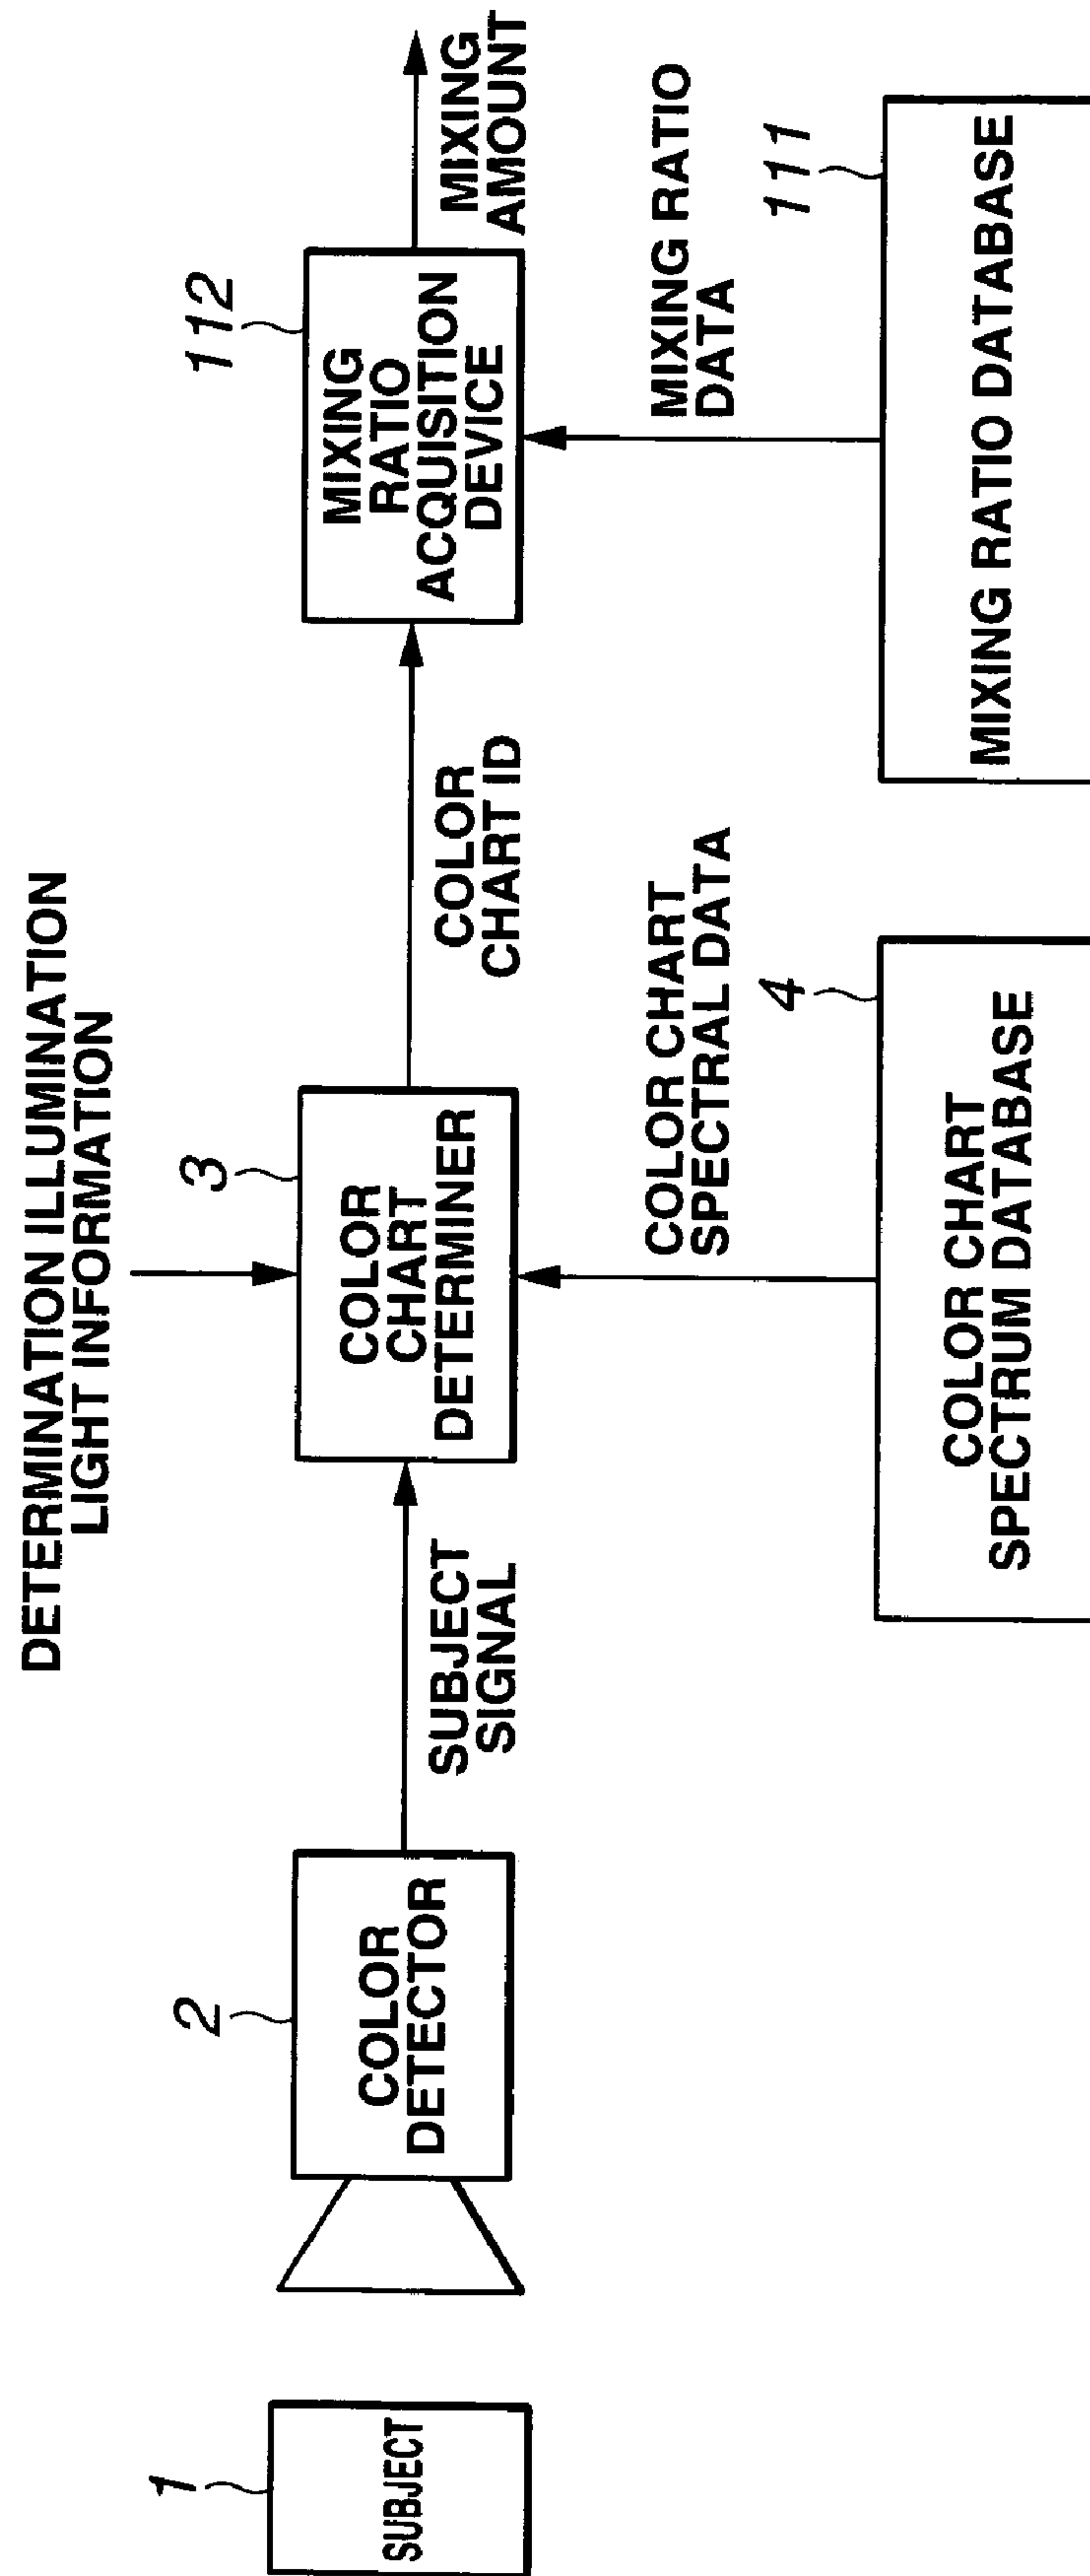 DETERMINATION ILLUMINATION
LIGHT INFORMATION
1
SUBJECT
2
COLOR
DETECTOR
SUBJECT
SIGNAL
3
COLOR
CHART
DETERMINER
COLOR
CHART ID
112
MIXING
RATIO
ACQUISITION
DEVICE
MIXING
AMOUNT
COLOR CHART
SPECTRAL DATA
4
COLOR CHART
SPECTRUM DATABASE
MIXING RATIO
DATA
111
MIXING RATIO DATABASE